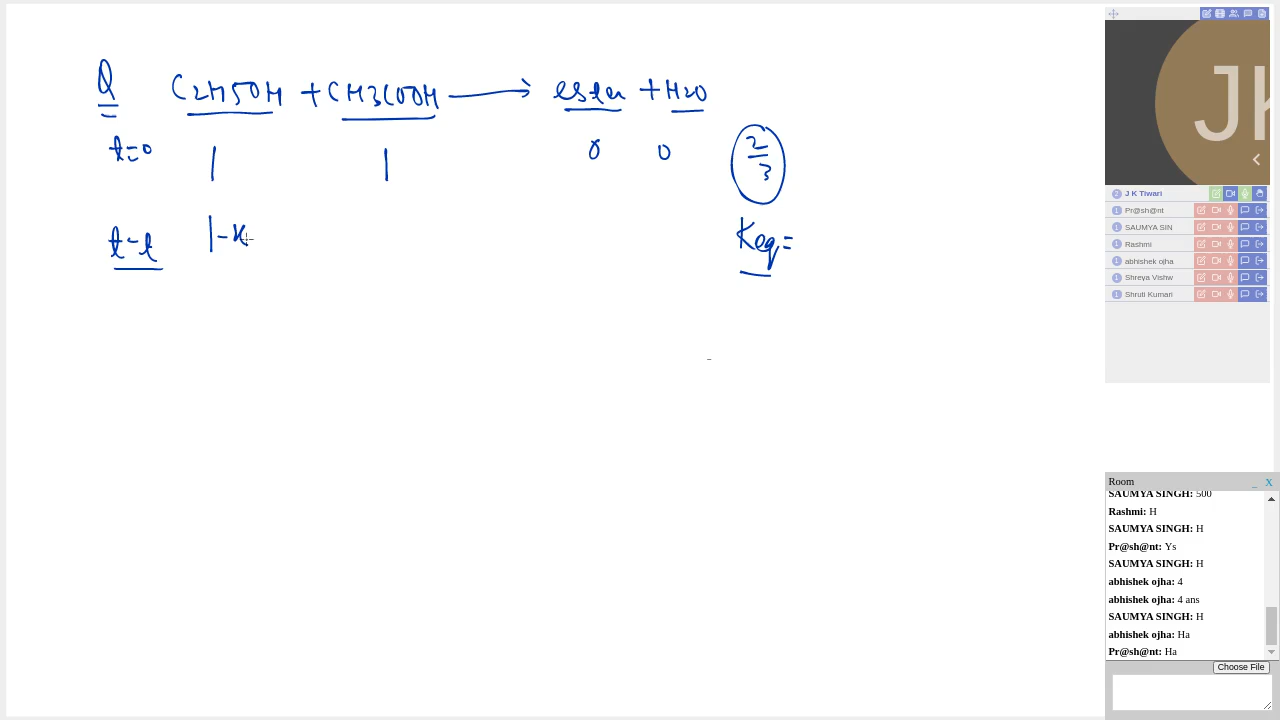 Q C2H5OH + CH3COOH ⟶ ester + H2O
t=0 1 1 0 0 2/3
t=t 1-x Keq=
JK
J K Tiwari
Pr@sh@nt
SAUMYA SIN
Rashmi
abhishek ojha
Shreya Vishw
Shruti Kumari
Room _ X
SAUMYA SINGH: 500
Rashmi: H
SAUMYA SINGH: H
Pr@sh@nt: Ys
SAUMYA SINGH: H
abhishek ojha: 4
abhishek ojha: 4 ans
SAUMYA SINGH: H
abhishek ojha: Ha
Pr@sh@nt: Ha
Choose File